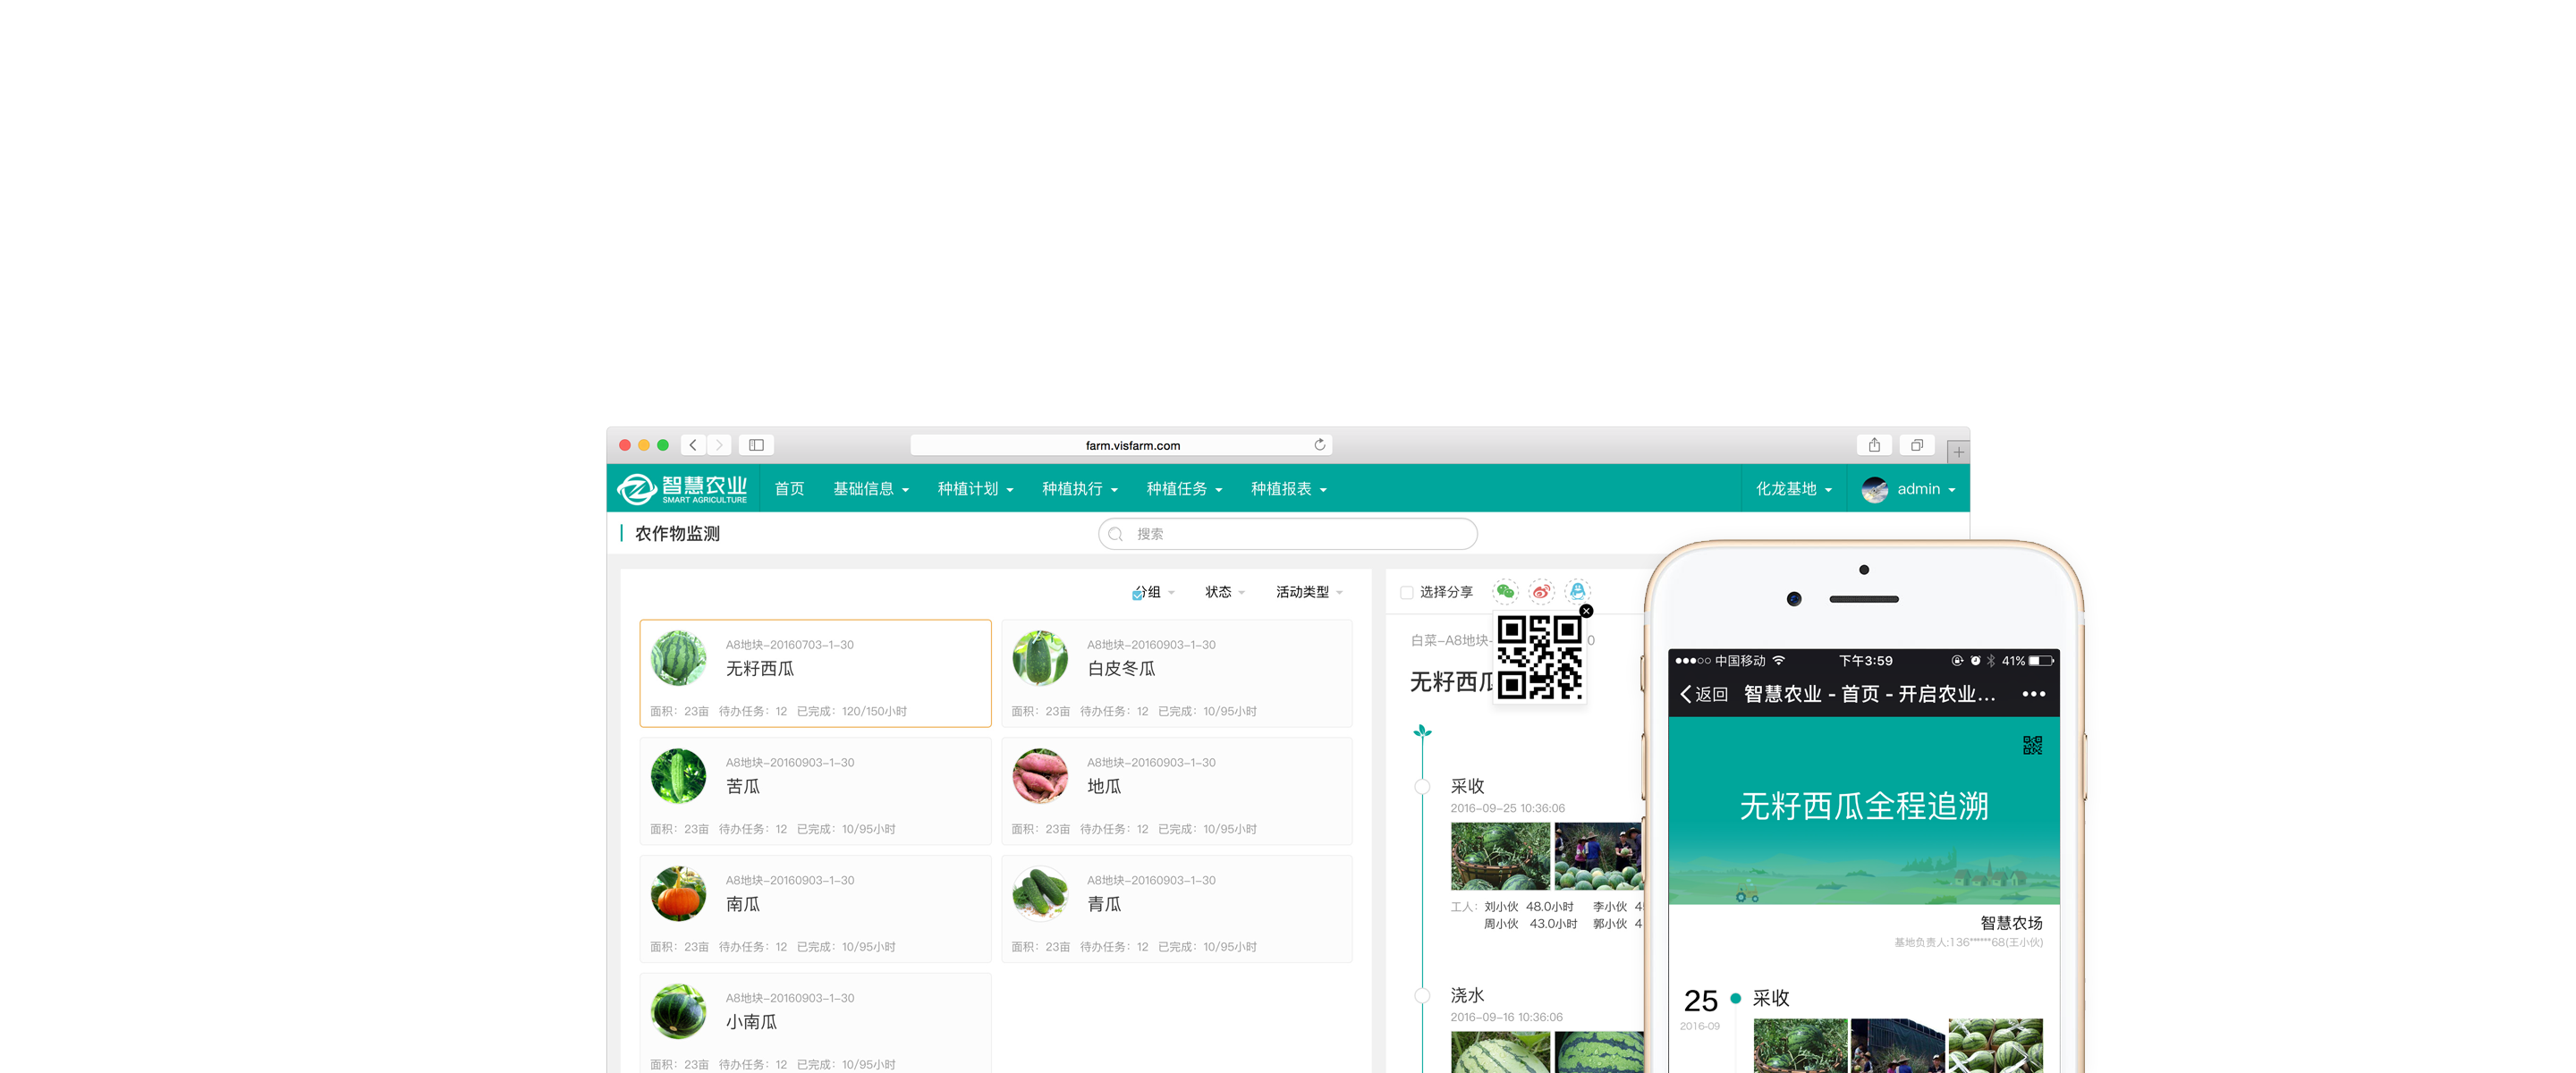 farm.visfarm.com
智慧农业
SMART AGRICULTURE
首页 基础信息 种植计划 种植执行 种植任务 种植报表 化龙基地 admin
农作物监测
搜索
分组 状态 活动类型
A8地块-20160703-1-30
无籽西瓜
面积：23亩 待办任务：12 已完成：120/150小时
A8地块-20160903-1-30
白皮冬瓜
面积：23亩 待办任务：12 已完成：10/95小时
A8地块-20160903-1-30
苦瓜
面积：23亩 待办任务：12 已完成：10/95小时
A8地块-20160903-1-30
地瓜
面积：23亩 待办任务：12 已完成：10/95小时
A8地块-20160903-1-30
南瓜
面积：23亩 待办任务：12 已完成：10/95小时
A8地块-20160903-1-30
青瓜
面积：23亩 待办任务：12 已完成：10/95小时
A8地块-20160903-1-30
小南瓜
面积：23亩 待办任务：12 已完成：10/95小时
选择分享
白菜-A8地块- 0
无籽西瓜
采收
2016-09-25 10:36:06
工人： 刘小伙 48.0小时 李小伙 4
周小伙 43.0小时 郭小伙 4
浇水
2016-09-16 10:36:06
中国移动 下午3:59 41%
返回 智慧农业 - 首页 - 开启农业...
无籽西瓜全程追溯
智慧农场
基地负责人:136******68(王小伙)
25 采收
2016-09